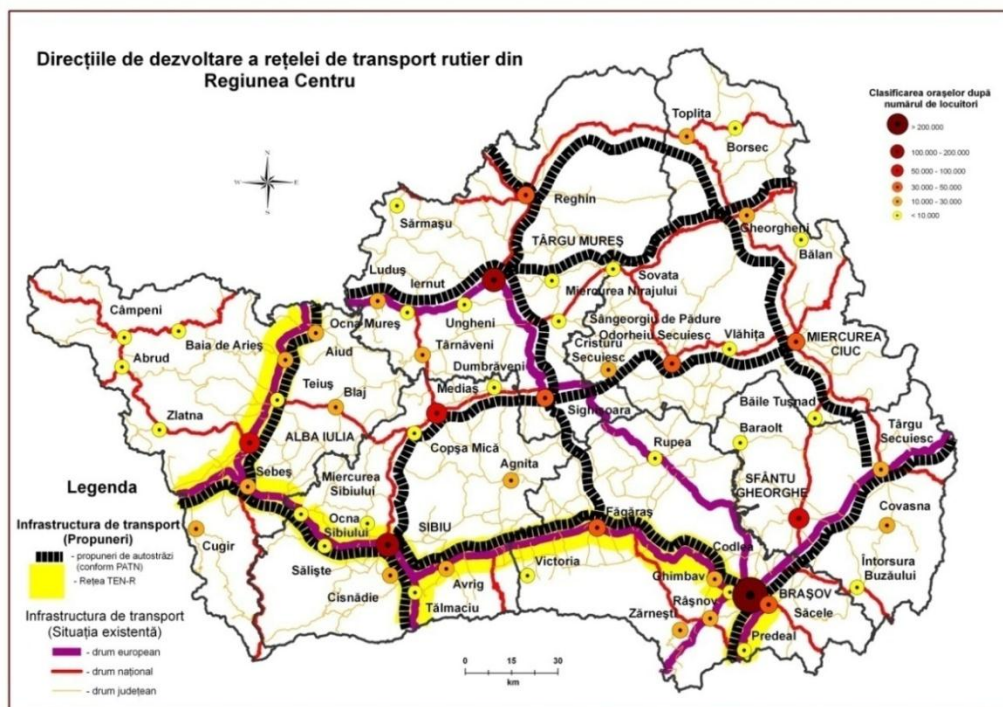 Direcțiile de dezvoltare a rețelei de transport rutier din
Regiunea Centru
Clasificarea orașelor după
numărul de locuitori
> 200.000
100.000 - 200.000
50.000 - 100.000
30.000 - 50.000
10.000 - 30.000
< 10.000
N
W
E
S
Toplița
Borsec
Reghin
Sărmașu
TÂRGU MUREȘ
Gheorgheni
Bălan
Luduș
Iernut
Sovata
Miercurea Nirajului
Câmpeni
Ocna Mureș
Ungheni
Sângeorgiu de Pădure
Baia de Arieș
Aiud
Târnăveni
Cristuru
Secuiesc
Odorheiu Secuiesc
Vlăhița
MIERCUREA
CIUC
Abrud
Dumbrăveni
Teiuș
Blaj
Mediaș
Sighișoara
Băile Tușnad
Zlatna
ALBA IULIA
Copșa Mică
Rupea
Baraolt
Târgu
Secuiesc
Sebeș
Miercurea
Sibiului
Agnita
SFÂNTU
GHEORGHE
Covasna
Legenda
Infrastructura de transport
(Propuneri)
- propuneri de autostrăzi
(conform PATN)
- Rețea TEN-R
Cugir
Ocna
Sibiului
SIBIU
Făgăraș
Codlea
Întorsura
Buzăului
Săliște
Avrig
Victoria
Ghimbav
BRAȘOV
Cisnădie
Tălmaciu
Râșnov
Săcele
Zărnești
Predeal
Infrastructura de transport
(Situația existentă)
- drum european
- drum național
- drum județean
0 15 30
km